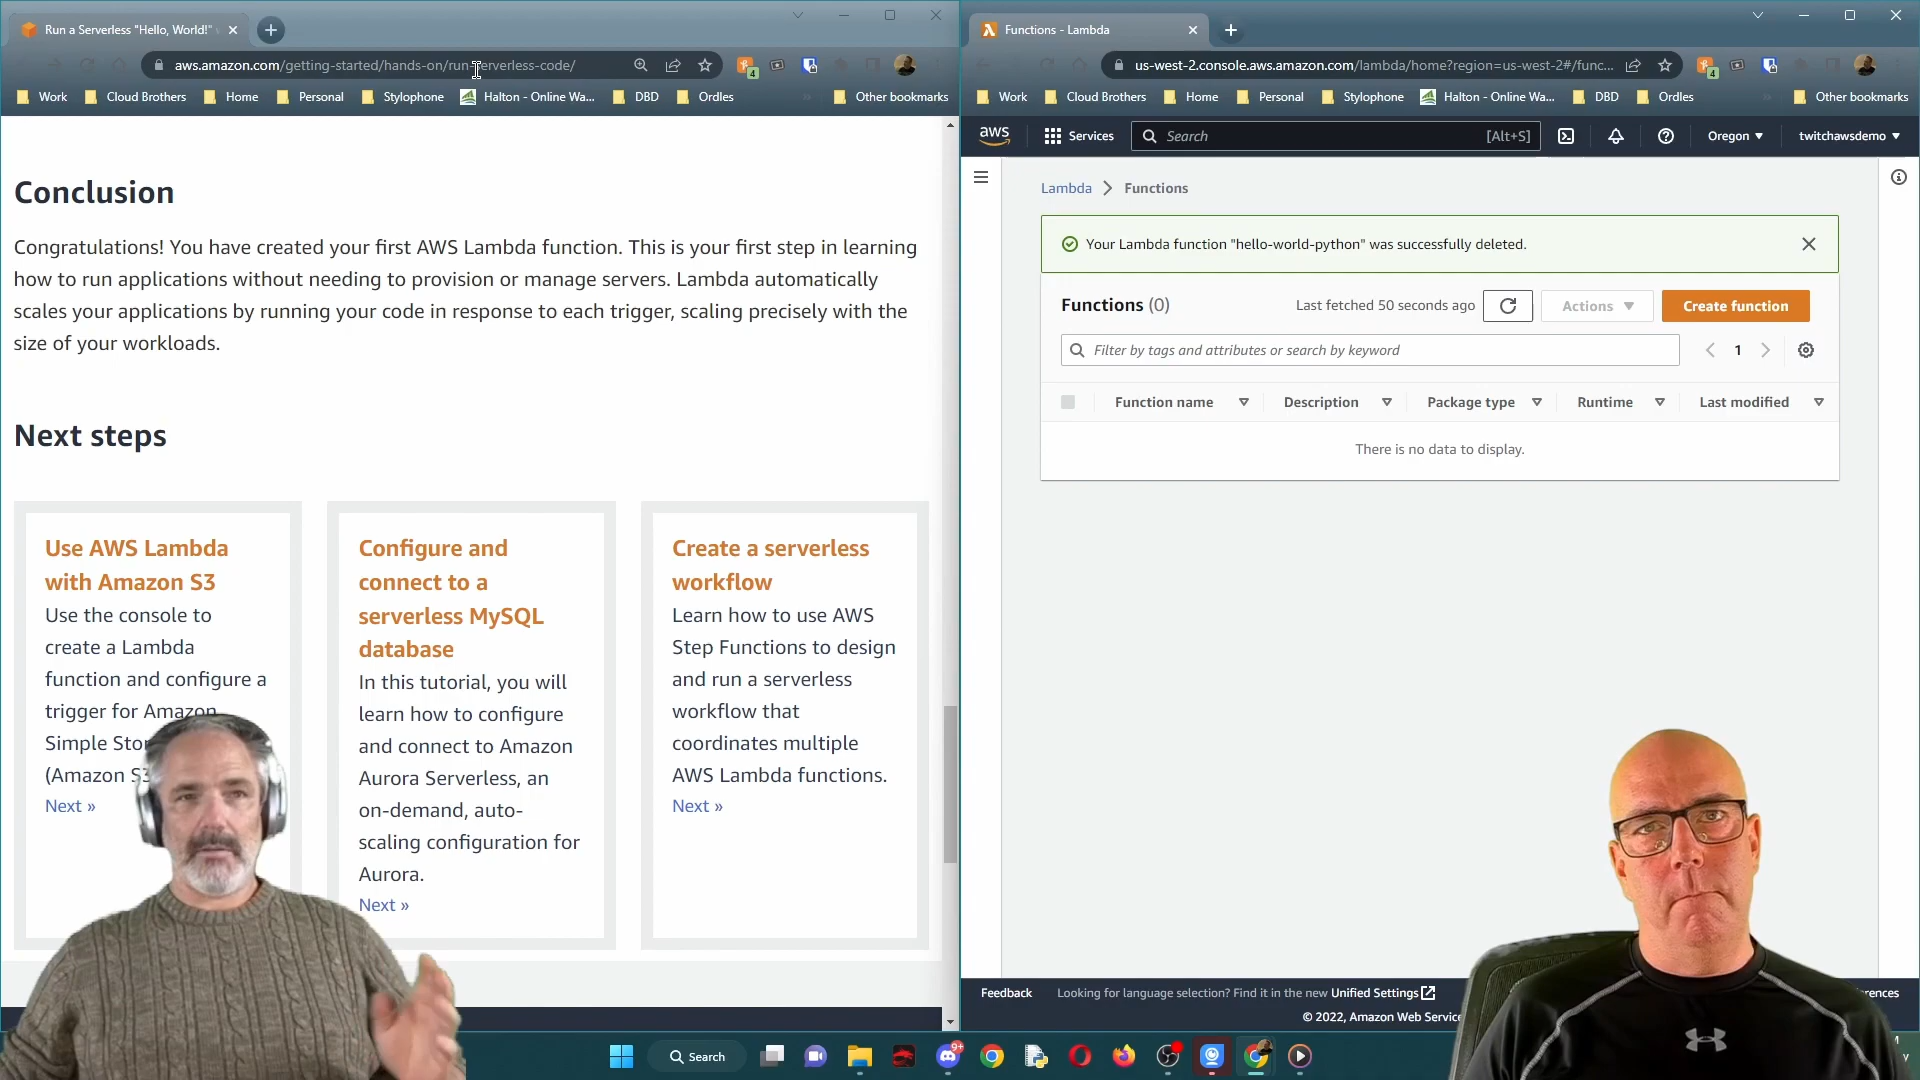 Run a Serverless "Hello, World!"
aws.amazon.com/getting-started/hands-on/run-serverless-code/
4
Work
Cloud Brothers
Home
Personal
Stylophone
Halton - Online Wa...
DBD
Ordles
Other bookmarks
Conclusion
Congratulations! You have created your first AWS Lambda function. This is your first step in learning
how to run applications without needing to provision or manage servers. Lambda automatically
scales your applications by running your code in response to each trigger, scaling precisely with the
size of your workloads.
Next steps
Use AWS Lambda
with Amazon S3
Use the console to
create a Lambda
function and configure a
trigger for Amazon
Simple
(Amazon
Next »
Configure and
connect to a
serverless MySQL
database
In this tutorial, you will
learn how to configure
and connect to Amazon
Aurora Serverless, an
on-demand, auto-
scaling configuration for
Aurora.
Next »
Create a serverless
workflow
Learn how to use AWS
Step Functions to design
and run a serverless
workflow that
coordinates multiple
AWS Lambda functions.
Next »
Functions - Lambda
us-west-2.console.aws.amazon.com/lambda/home?region=us-west-2#/func...
4
Work
Cloud Brothers
Home
Personal
Stylophone
Halton - Online Wa...
DBD
Ordles
Other bookmarks
aws
Services
Search
[Alt+S]
Oregon
twitchawsdemo
Lambda
Functions
Your Lambda function "hello-world-python" was successfully deleted.
Functions (0)
Last fetched 50 seconds ago
Actions
Create function
Filter by tags and attributes or search by keyword
1
Function name
Description
Package type
Runtime
Last modified
There is no data to display.
Feedback
Looking for language selection? Find it in the new Unified Settings
© 2022, Amazon Web
Search
9+